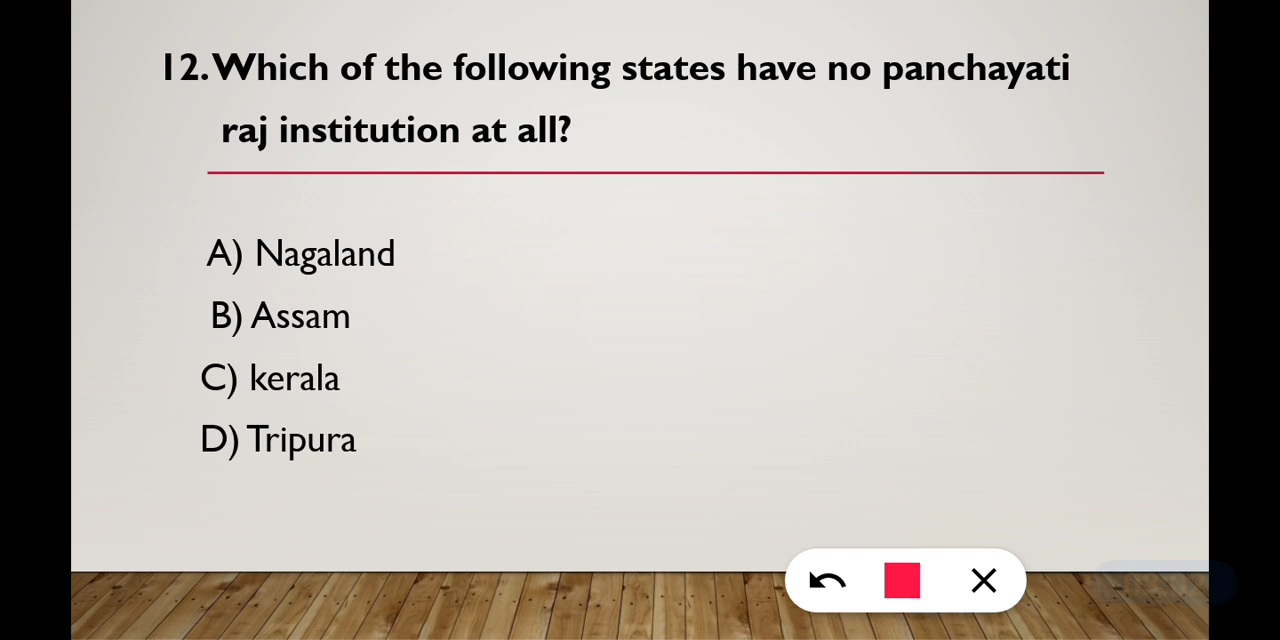 12. Which of the following states have no panchayati
raj institution at all?
A) Nagaland
B) Assam
C) kerala
D) Tripura